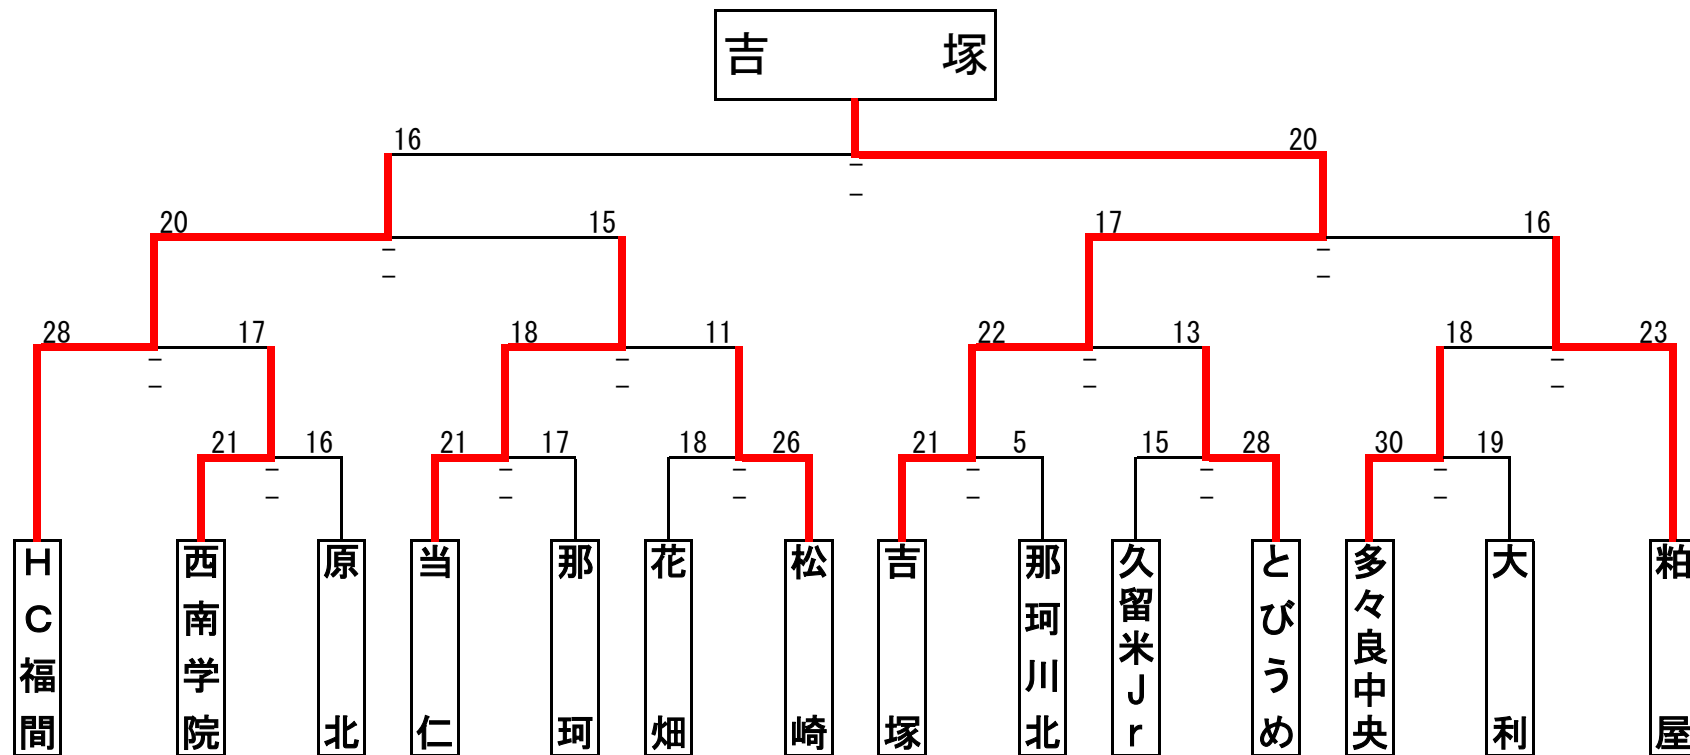 吉塚
16 20
20 15 17 16
28 17 18 11 22 13 18 23
21 16 21 17 18 26 21 5 15 28 30 19
HC福間
西南学院
原北
当仁
那珂
花畑
松崎
吉塚
那珂川北
久留米Jr
とびうめ
多々良中央
大利
粕屋